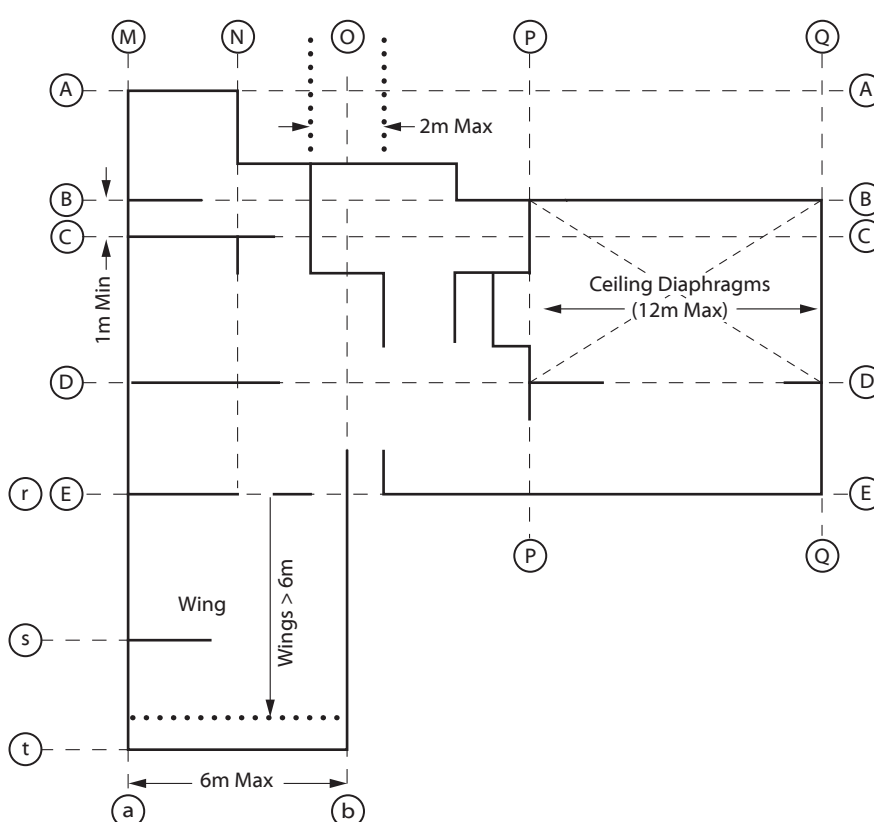 M N O P Q
A A
2m Max
B B
C C
1m Min
Ceiling Diaphragms
(12m Max)
D D
r E E
P Q
Wings > 6m
Wing
s
t
6m Max
a b